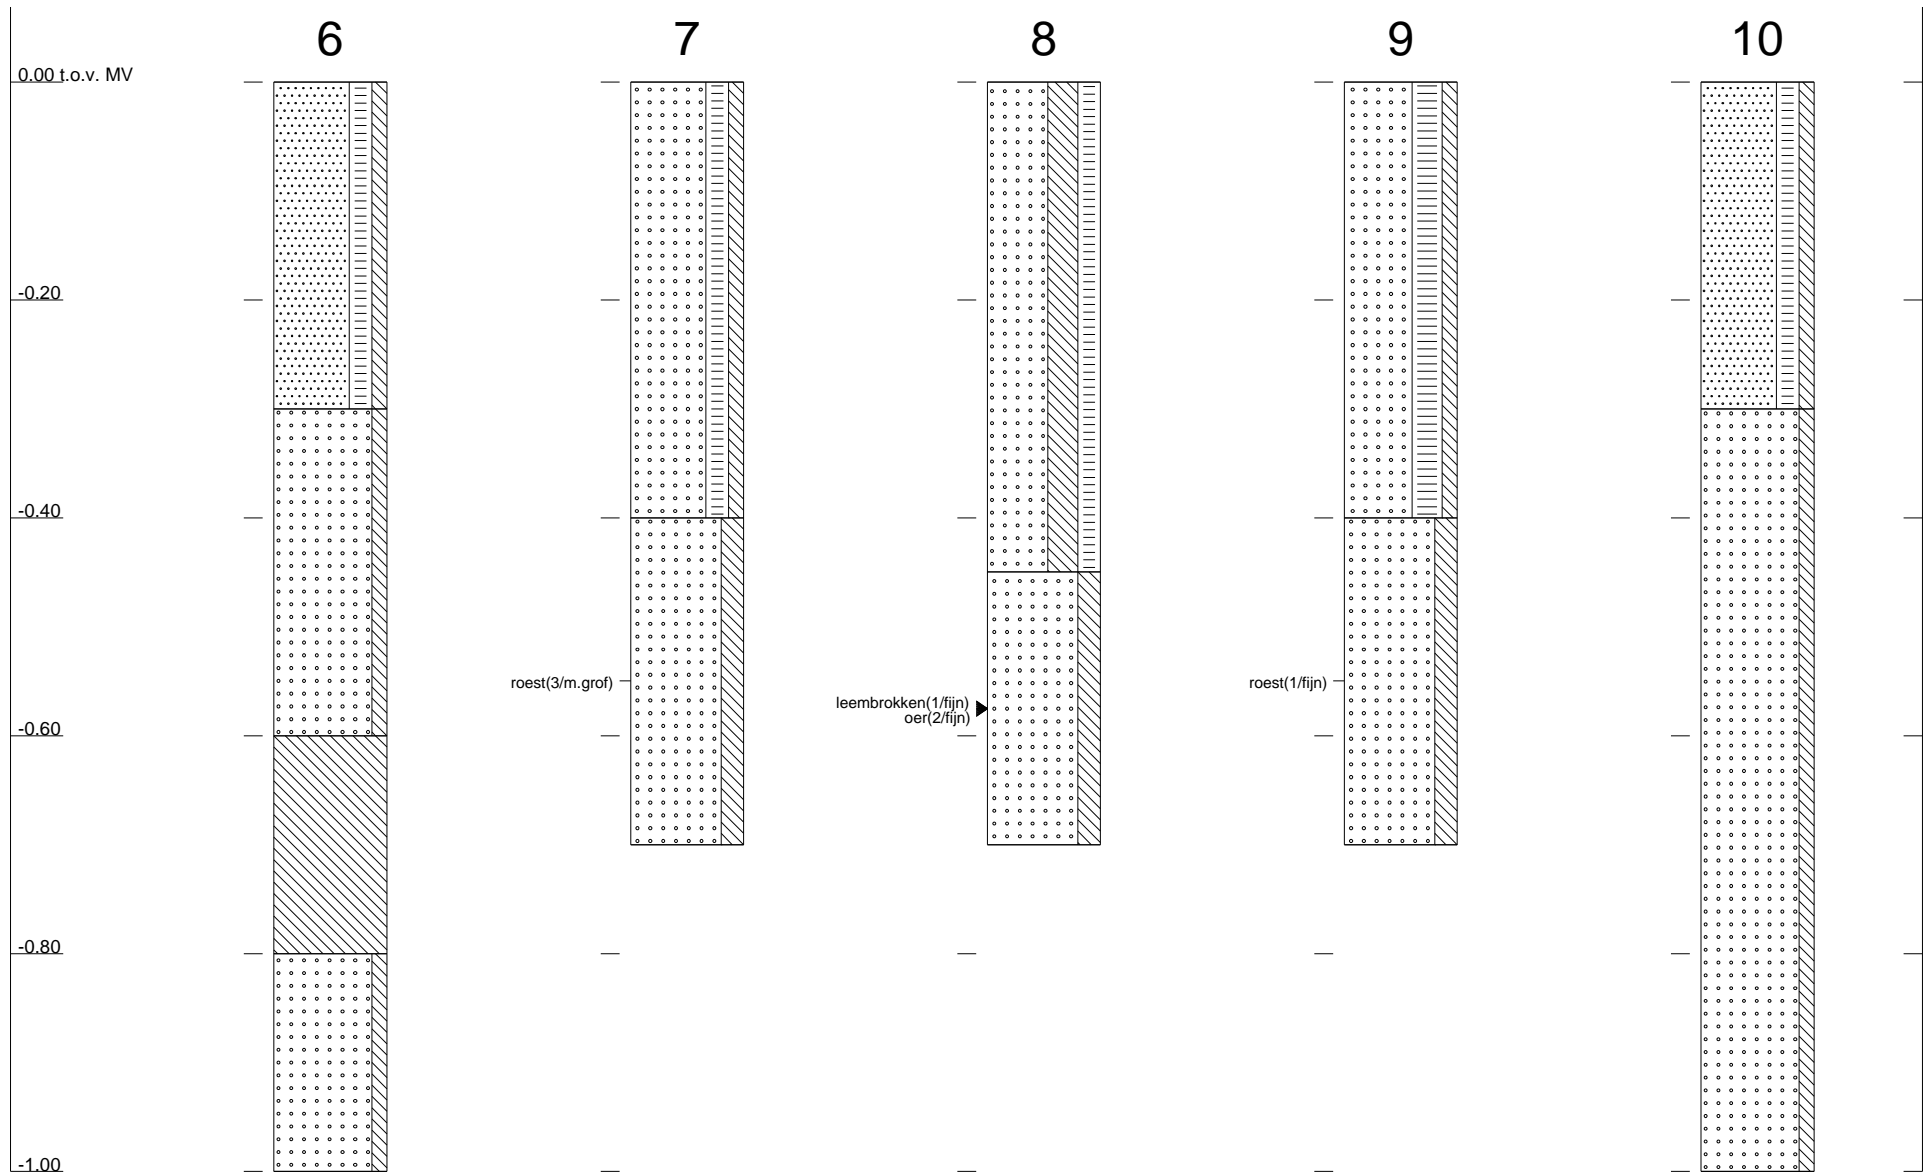 6
7
8
9
10
0.00 t.o.v. MV
-0.20
-0.40
roest(3/m.grof)
roest(1/fijn)
leembrokken(1/fijn)
oer(2/fijn)
-0.60
-0.80
-1.00